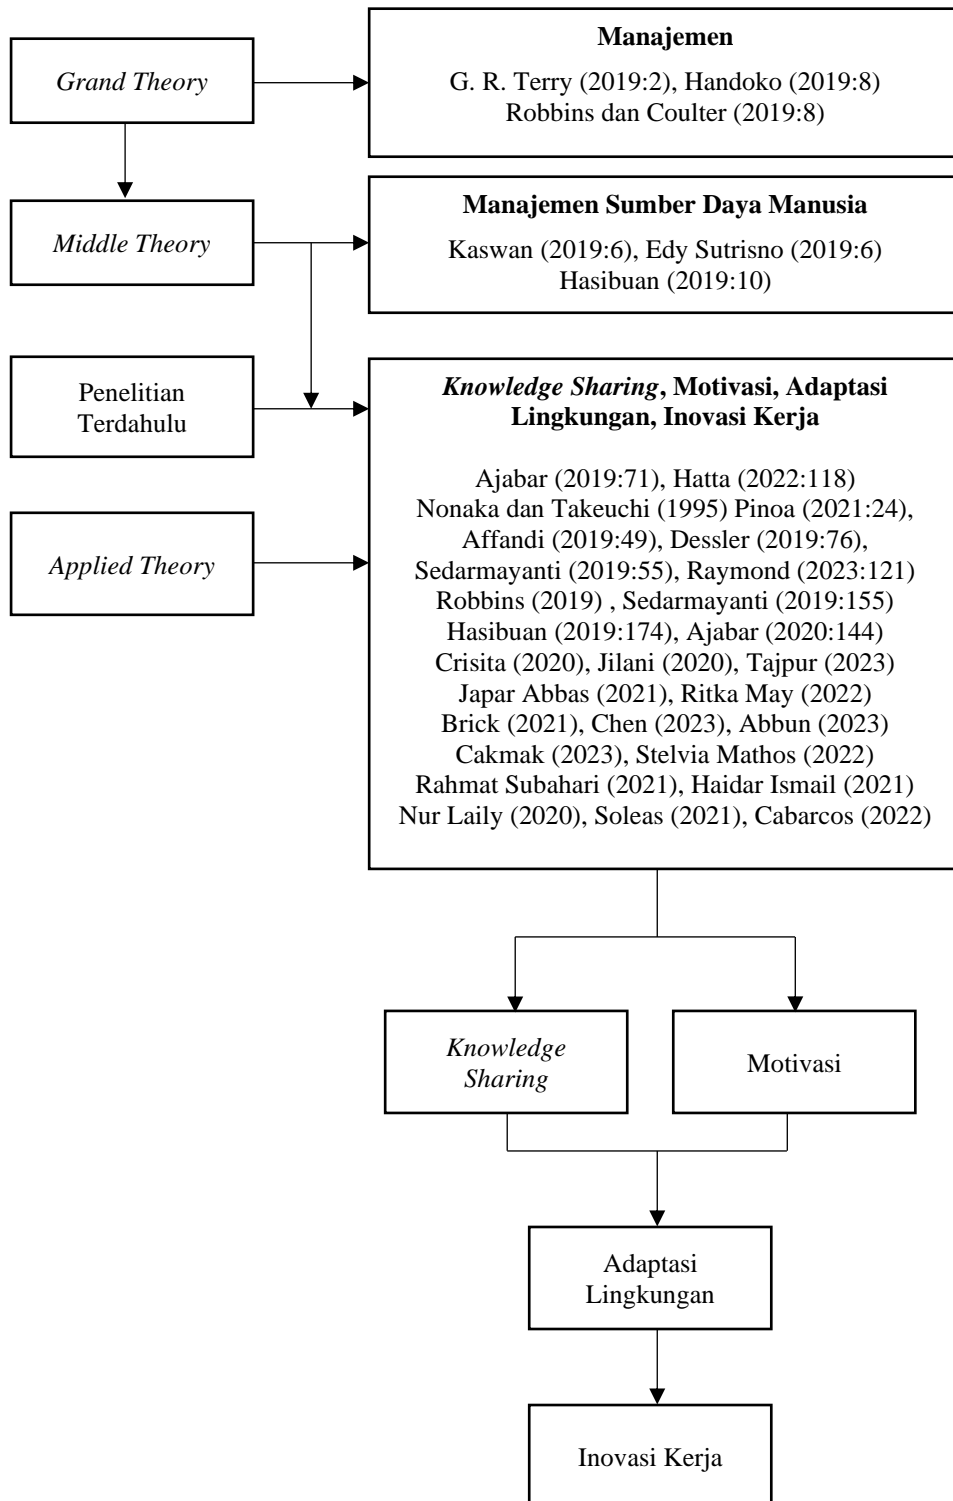 Grand Theory
Manajemen
G. R. Terry (2019:2), Handoko (2019:8)
Robbins dan Coulter (2019:8)
Middle Theory
Manajemen Sumber Daya Manusia
Kaswan (2019:6), Edy Sutrisno (2019:6)
Hasibuan (2019:10)
Penelitian
Terdahulu
Applied Theory
Knowledge Sharing, Motivasi, Adaptasi
Lingkungan, Inovasi Kerja
Ajabar (2019:71), Hatta (2022:118)
Nonaka dan Takeuchi (1995) Pinoa (2021:24),
Affandi (2019:49), Dessler (2019:76),
Sedarmayanti (2019:55), Raymond (2023:121)
Robbins (2019) , Sedarmayanti (2019:155)
Hasibuan (2019:174), Ajabar (2020:144)
Crisita (2020), Jilani (2020), Tajpur (2023)
Japar Abbas (2021), Ritka May (2022)
Brick (2021), Chen (2023), Abbun (2023)
Cakmak (2023), Stelvia Mathos (2022)
Rahmat Subahari (2021), Haidar Ismail (2021)
Nur Laily (2020), Soleas (2021), Cabarcos (2022)
Knowledge
Sharing
Motivasi
Adaptasi
Lingkungan
Inovasi Kerja